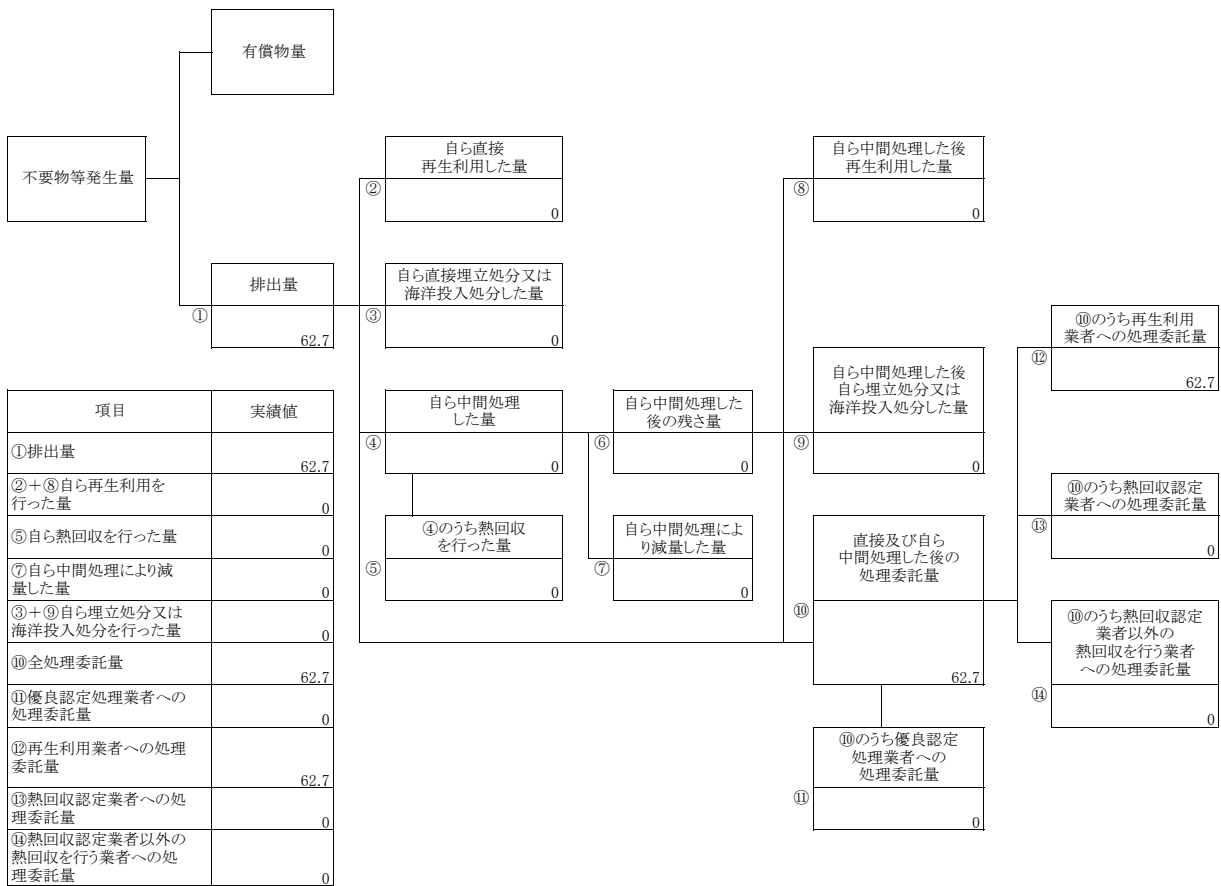 有償物量
不要物等発生量
自ら直接
再生利用した量
②
0
自ら中間処理した後
再生利用した量
⑧
0
排出量
①
62.7
自ら直接埋立処分又は
海洋投入処分した量
③
0
⑩のうち再生利用
業者への処理委託量
⑫
62.7
自ら中間処理
した量
④
0
自ら中間処理した
後の残さ量
⑥
0
自ら中間処理した後
自ら埋立処分又は
海洋投入処分した量
⑨
0
④のうち熱回収
を行った量
⑤
0
自ら中間処理によ
り減量した量
⑦
0
直接及び自ら
中間処理した後の
処理委託量
⑩
62.7
⑩のうち熱回収認定
業者への処理委託量
⑬
0
⑩のうち熱回収認定
業者以外の
熱回収を行う業者
への処理委託量
⑭
0
⑩のうち優良認定
処理業者への
処理委託量
⑪
0
項目 実績値
①排出量
62.7
②＋⑧自ら再生利用を
行った量
0
⑤自ら熱回収を行った量
0
⑦自ら中間処理により減
量した量
0
③＋⑨自ら埋立処分又は
海洋投入処分を行った量
0
⑩全処理委託量
62.7
⑪優良認定処理業者への
処理委託量
0
⑫再生利用業者への処理
委託量
62.7
⑬熱回収認定業者への処
理委託量
0
⑭熱回収認定業者以外の
熱回収を行う業者への処
理委託量
0